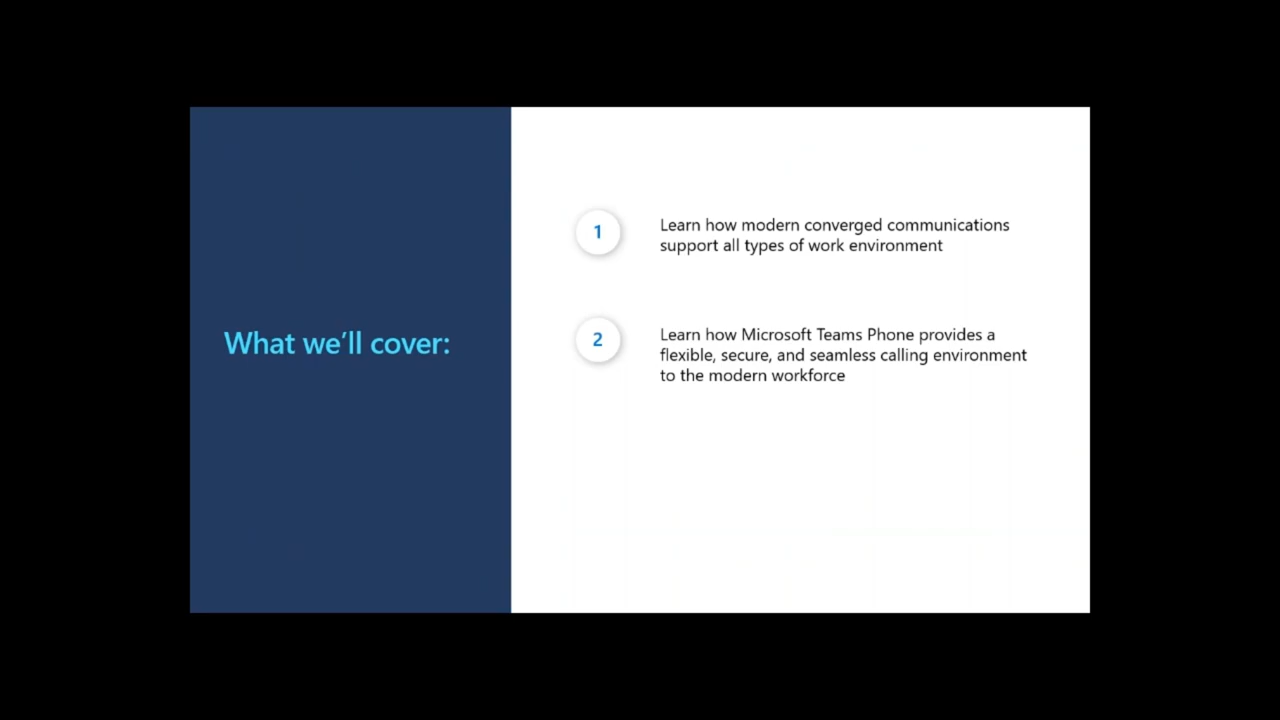 What we'll cover:
1
Learn how modern converged communications
support all types of work environment
2
Learn how Microsoft Teams Phone provides a
flexible, secure, and seamless calling environment
to the modern workforce